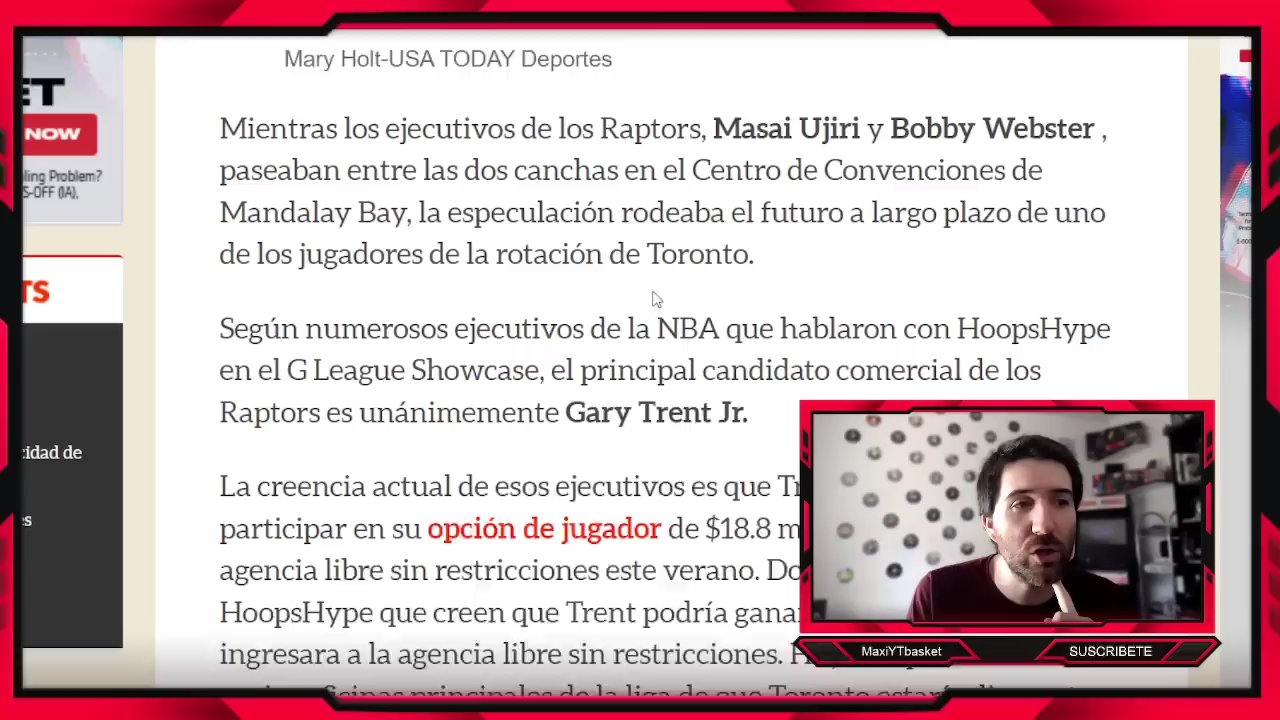 Mary Holt-USA TODAY Deportes
NOW
Mientras los ejecutivos de los Raptors, Masai Ujiri y Bobby Webster ,
ling Problem?
S-OFF (IA),
paseaban entre las dos canchas en el Centro de Convenciones de
Mandalay Bay, la especulación rodeaba el futuro a largo plazo de uno
de los jugadores de la rotación de Toronto.
TS
Según numerosos ejecutivos de la NBA que hablaron con HoopsHype
en el G League Showcase, el principal candidato comercial de los
Raptors es unánimemente Gary Trent Jr.
cidad de
es
La creencia actual de esos ejecutivos es que Tr
participar en su opción de jugador de $18.8 m
agencia libre sin restricciones este verano. Do
HoopsHype que creen que Trent podría gana
ingresara a la agencia libre sin restricciones. H
MaxiYTbasket
SUSCRIBETE